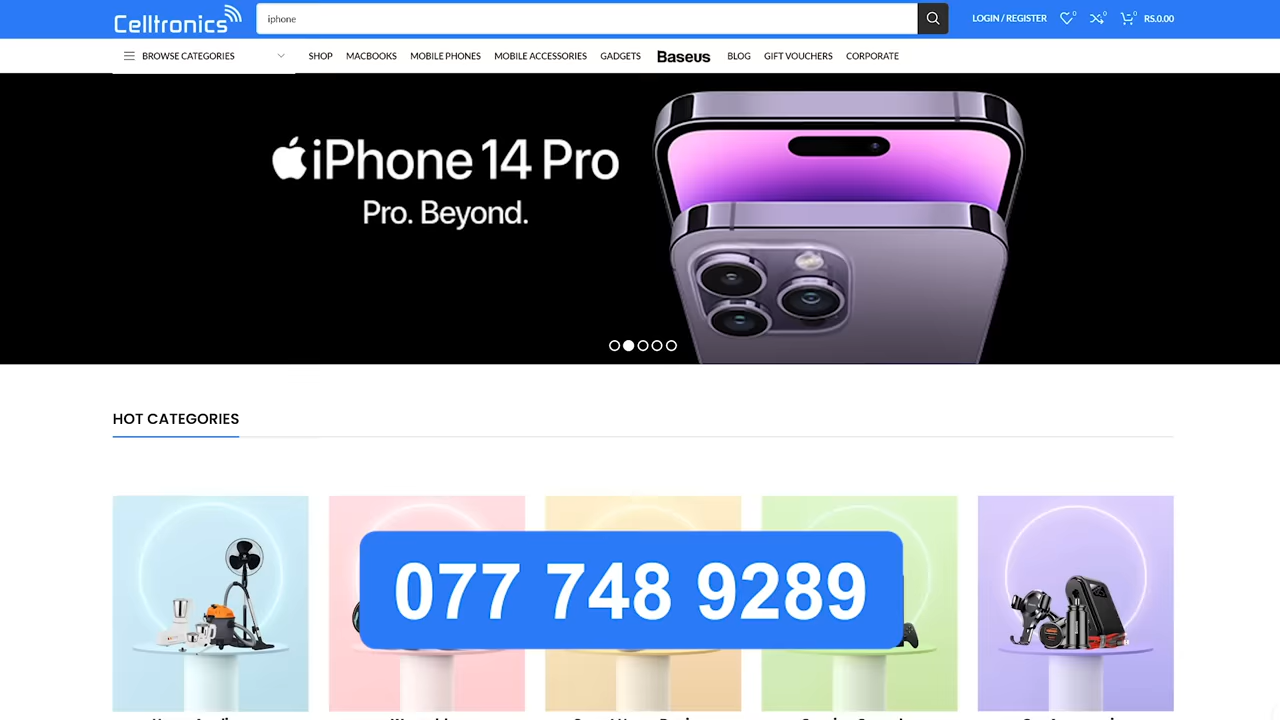 Celltronics
iphone
LOGIN / REGISTER
0
0
0
RS.0.00
BROWSE CATEGORIES
SHOP
MACBOOKS
MOBILE PHONES
MOBILE ACCESSORIES
GADGETS
Baseus
BLOG
GIFT VOUCHERS
CORPORATE
iPhone 14 Pro
Pro. Beyond.
HOT CATEGORIES
077 748 9289